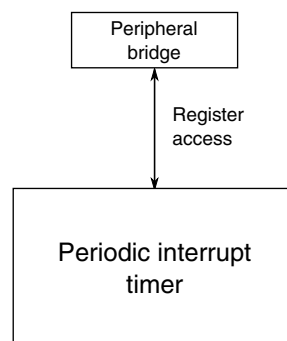 Peripheral
bridge
Register
access
Periodic interrupt
timer